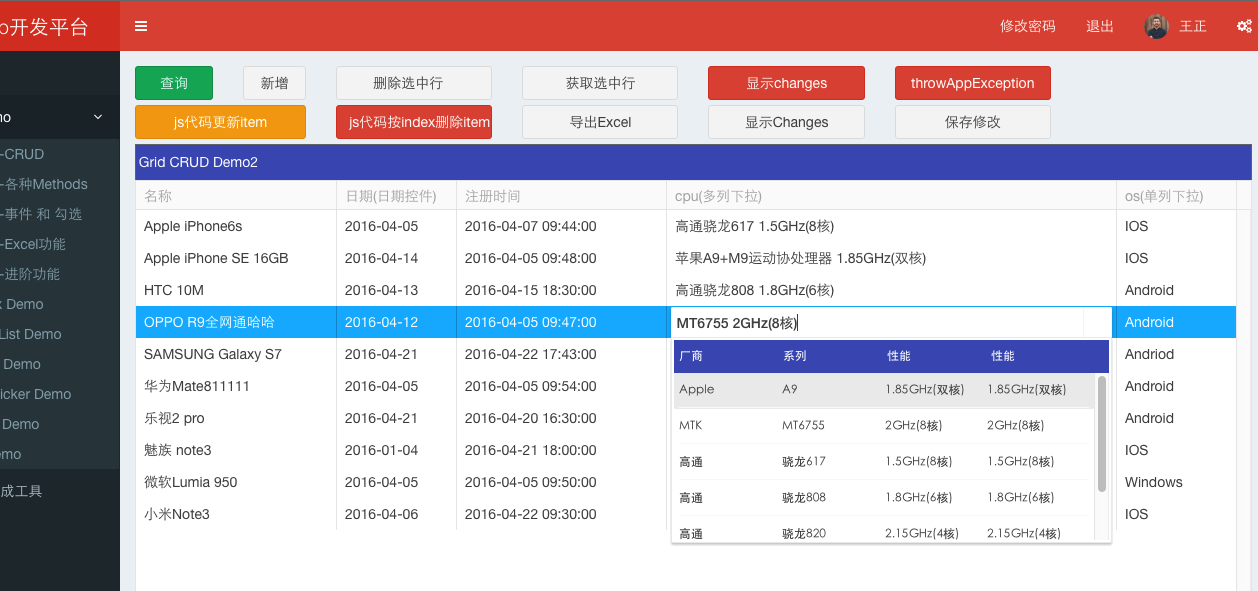 o开发平台
修改密码 退出 王正
mo
-CRUD
-各种Methods
-事件 和 勾选
-Excel功能
-进阶功能
x Demo
List Demo
Demo
icker Demo
Demo
emo
成工具
查询 新增 删除选中行 获取选中行 显示changes throwAppException
js代码更新item js代码按index删除item 导出Excel 显示Changes 保存修改
Grid CRUD Demo2
名称 日期(日期控件) 注册时间 cpu(多列下拉) os(单列下拉)
Apple iPhone6s 2016-04-05 2016-04-07 09:44:00 高通骁龙617 1.5GHz(8核) IOS
Apple iPhone SE 16GB 2016-04-14 2016-04-05 09:48:00 苹果A9+M9运动协处理器 1.85GHz(双核) IOS
HTC 10M 2016-04-13 2016-04-15 18:30:00 高通骁龙808 1.8GHz(6核) Android
OPPO R9全网通哈哈 2016-04-12 2016-04-05 09:47:00 MT6755 2GHz(8核) Android
SAMSUNG Galaxy S7 2016-04-21 2016-04-22 17:43:00 Andriod
华为Mate811111 2016-04-05 2016-04-05 09:54:00 Android
乐视2 pro 2016-04-21 2016-04-20 16:30:00 Android
魅族 note3 2016-01-04 2016-04-21 18:00:00 IOS
微软Lumia 950 2016-04-05 2016-04-05 09:50:00 Windows
小米Note3 2016-04-06 2016-04-22 09:30:00 IOS
厂商 系列 性能 性能
Apple A9 1.85GHz(双核) 1.85GHz(双核)
MTK MT6755 2GHz(8核) 2GHz(8核)
高通 骁龙617 1.5GHz(8核) 1.5GHz(8核)
高通 骁龙808 1.8GHz(6核) 1.8GHz(6核)
高通 骁龙820 2.15GHz(4核) 2.15GHz(4核)